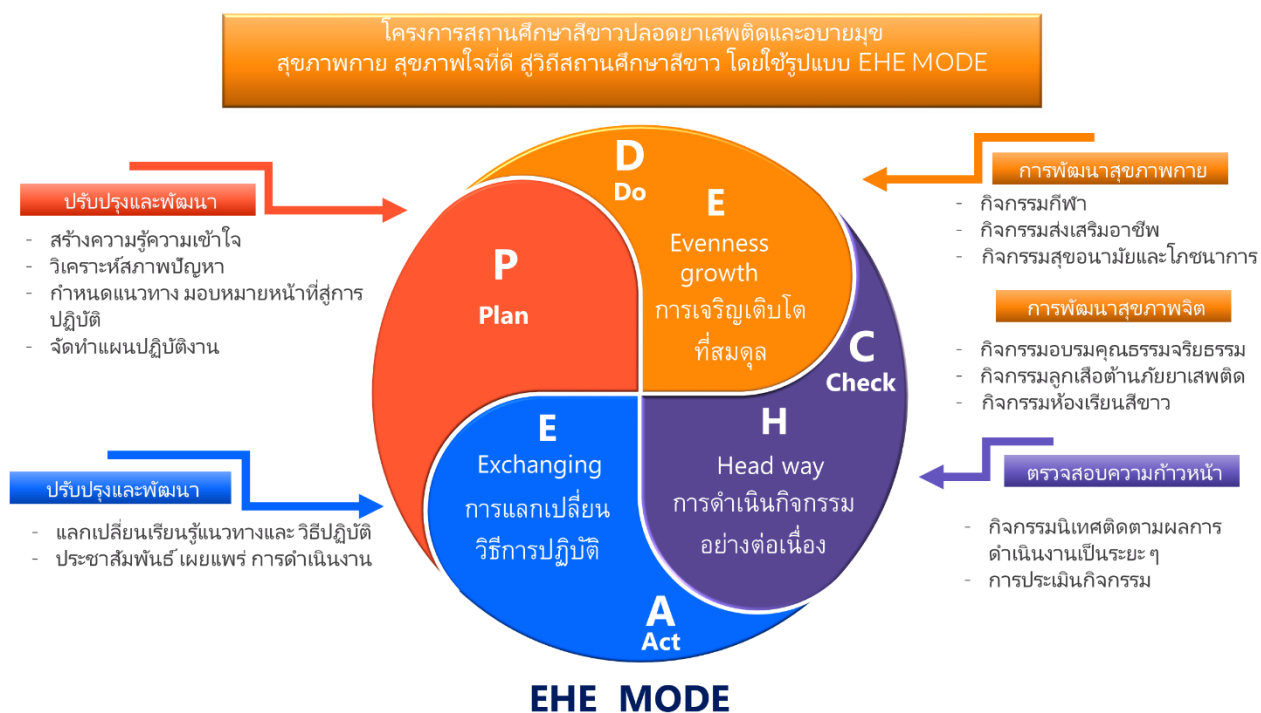 โครงการสถานศึกษาสีขาวปลอดยาเสพติดและอบายมุข
สุขภาพกาย สุขภาพใจที่ดี สู่วิถีสถานศึกษาสีขาว โดยใช้รูปแบบ EHE MODE
ปรับปรุงและพัฒนา
- สร้างความรู้ความเข้าใจ
- วิเคราะห์สภาพปัญหา
- กำหนดแนวทาง มอบหมายหน้าที่สู่การ
ปฏิบัติ
- จัดทำแผนปฏิบัติงาน
P
Plan
D
Do
E
Evenness
growth
การเจริญเติบโต
ที่สมดุล
การพัฒนาสุขภาพกาย
- กิจกรรมกีฬา
- กิจกรรมส่งเสริมอาชีพ
- กิจกรรมสุขอนามัยและโภชนาการ
การพัฒนาสุขภาพจิต
- กิจกรรมอบรมคุณธรรมจริยธรรม
- กิจกรรมลูกเสือต้านภัยยาเสพติด
- กิจกรรมห้องเรียนสีขาว
C
Check
H
Head way
การดำเนินกิจกรรม
อย่างต่อเนื่อง
ตรวจสอบความก้าวหน้า
- กิจกรรมนิเทศติดตามผลการ
ดำเนินงานเป็นระยะ ๆ
- การประเมินกิจกรรม
ปรับปรุงและพัฒนา
- แลกเปลี่ยนเรียนรู้แนวทางและ วิธีปฏิบัติ
- ประชาสัมพันธ์ เผยแพร่ การดำเนินงาน
E
Exchanging
การแลกเปลี่ยน
วิธีการปฏิบัติ
A
Act
EHE MODE